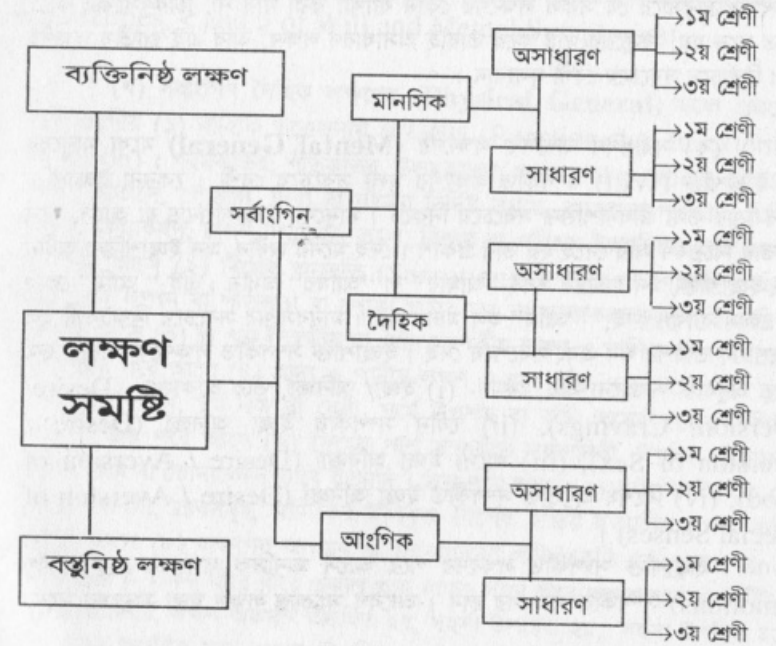 ব্যক্তিনিষ্ঠ লক্ষণ
লক্ষণ
সমষ্টি
বস্তুনিষ্ঠ লক্ষণ
সর্বাংগিন
মানসিক
অসাধারণ
১ম শ্রেণী
২য় শ্রেণী
৩য় শ্রেণী
সাধারণ
১ম শ্রেণী
২য় শ্রেণী
৩য় শ্রেণী
দৈহিক
অসাধারণ
১ম শ্রেণী
২য় শ্রেণী
৩য় শ্রেণী
সাধারণ
১ম শ্রেণী
২য় শ্রেণী
৩য় শ্রেণী
আংগিক
অসাধারণ
১ম শ্রেণী
২য় শ্রেণী
৩য় শ্রেণী
সাধারণ
১ম শ্রেণী
২য় শ্রেণী
৩য় শ্রেণী